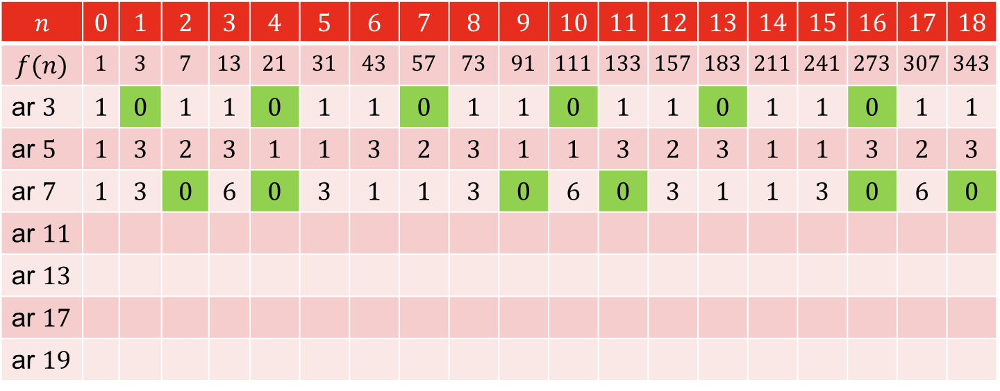 n 0 1 2 3 4 5 6 7 8 9 10 11 12 13 14 15 16 17 18
f(n) 1 3 7 13 21 31 43 57 73 91 111 133 157 183 211 241 273 307 343
ar 3 1 0 1 1 0 1 1 0 1 1 0 1 1 0 1 1 0 1 1
ar 5 1 3 2 3 1 1 3 2 3 1 1 3 2 3 1 1 3 2 3
ar 7 1 3 0 6 0 3 1 1 3 0 6 0 3 1 1 3 0 6 0
ar 11
ar 13
ar 17
ar 19